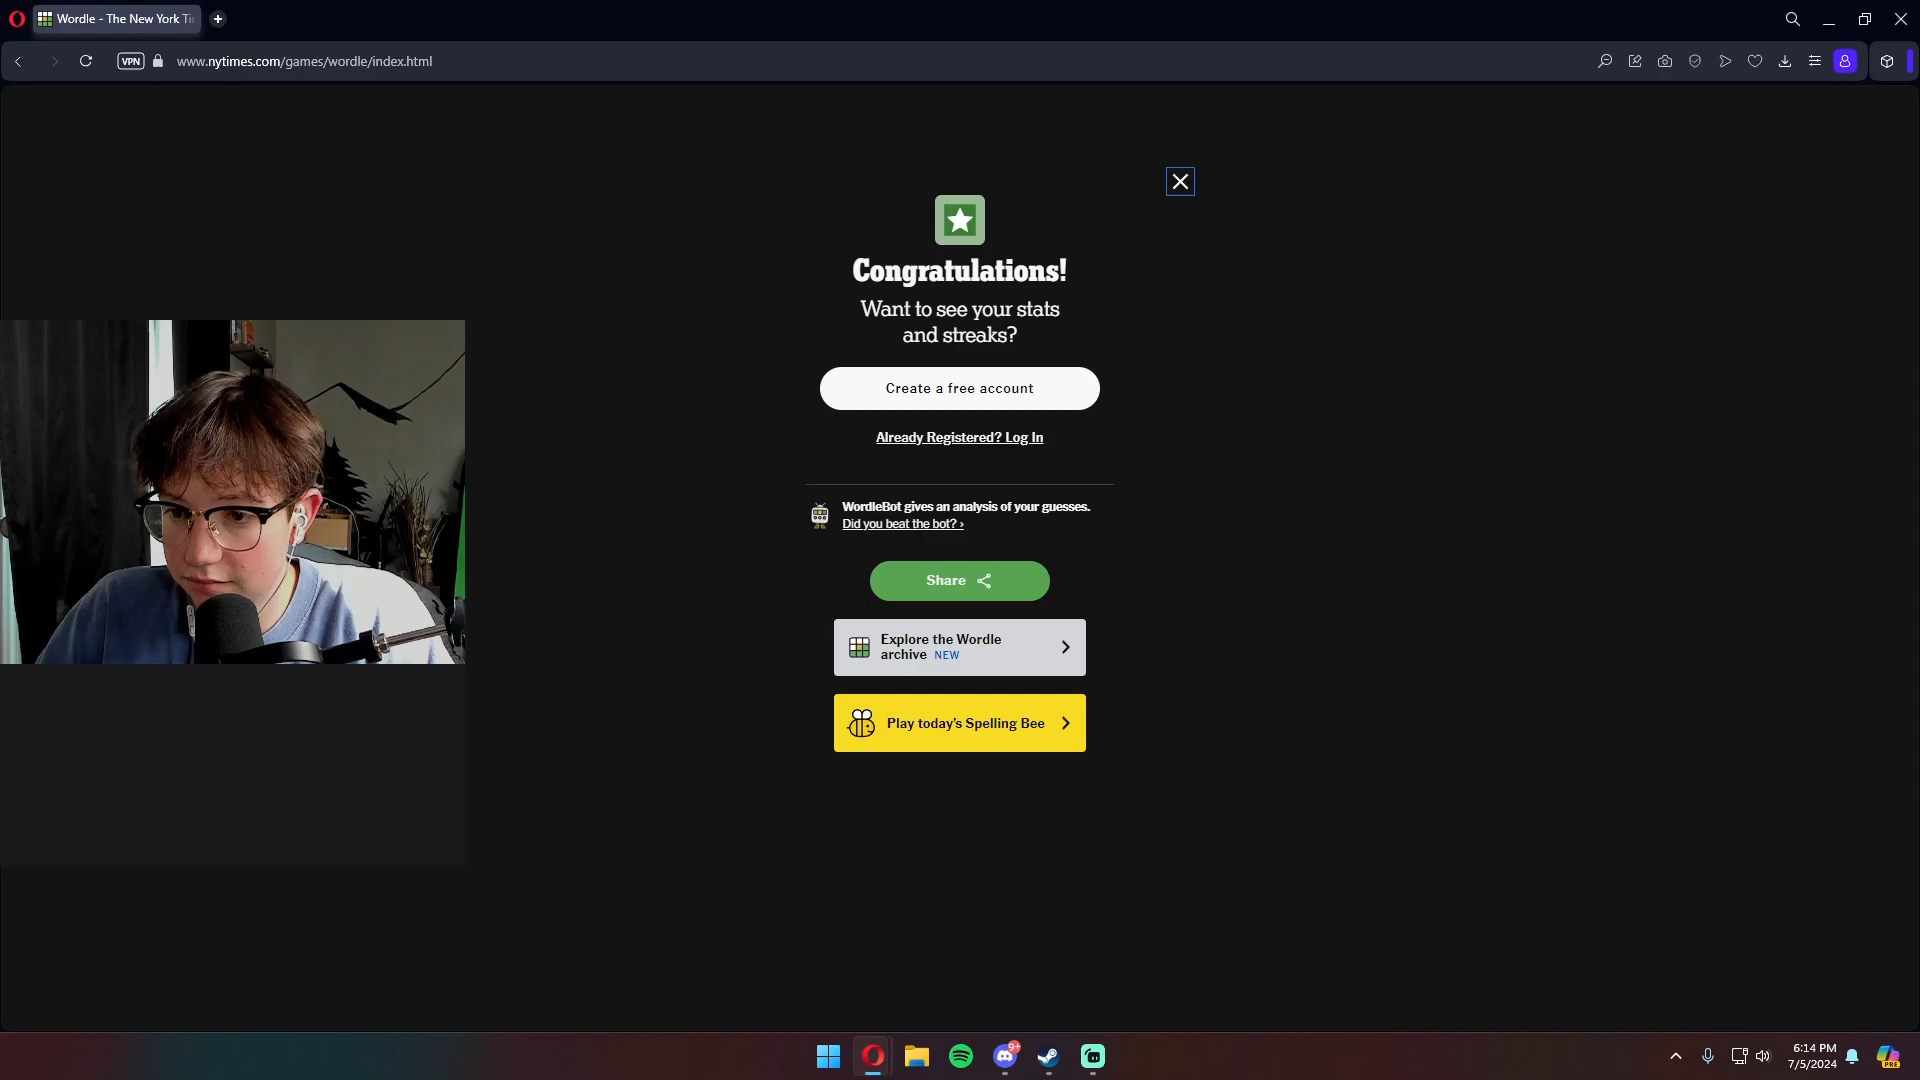 Wordle - The New York Ti
VPN
www.nytimes.com/games/wordle/index.html
Congratulations!
Want to see your stats
and streaks?
Create a free account
Already Registered? Log In
WordleBot gives an analysis of your guesses.
Did you beat the bot? ›
Share
Explore the Wordle
archive NEW
Play today's Spelling Bee
9+
6:14 PM
7/5/2024
PRE